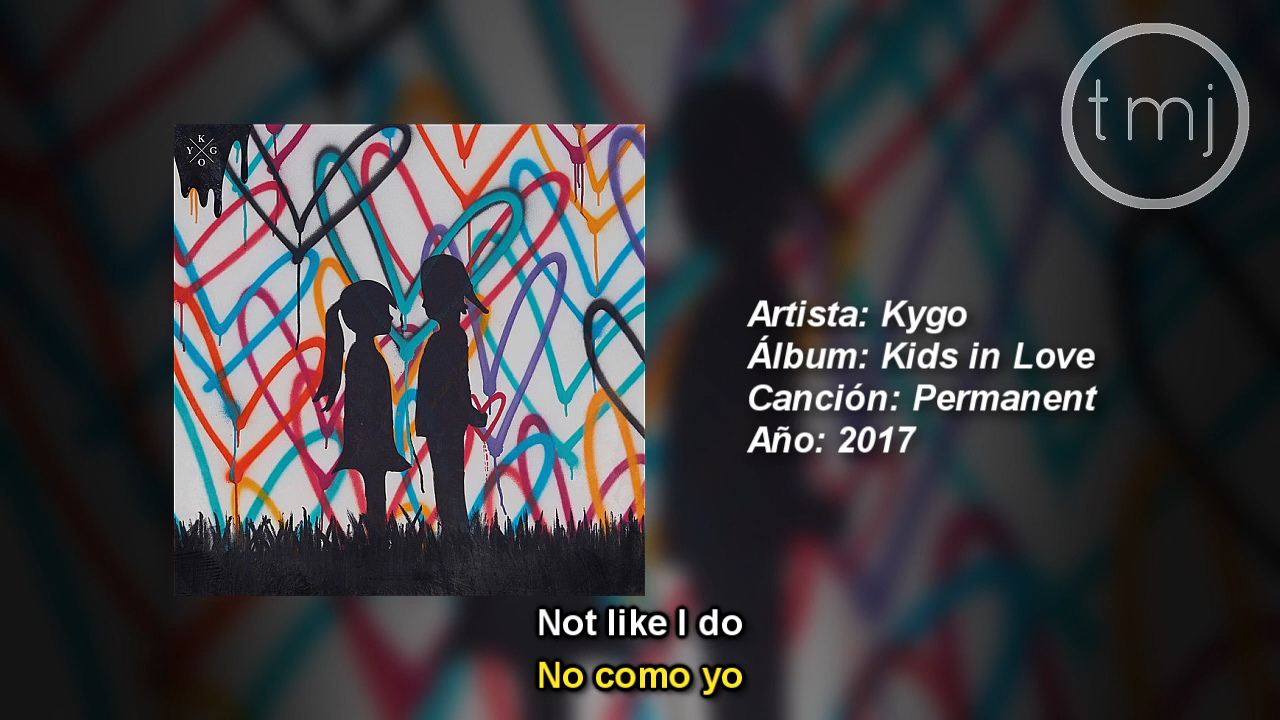 tmj
K
Y G
O
Artista: Kygo
Álbum: Kids in Love
Canción: Permanent
Año: 2017
Not like I do
No como yo